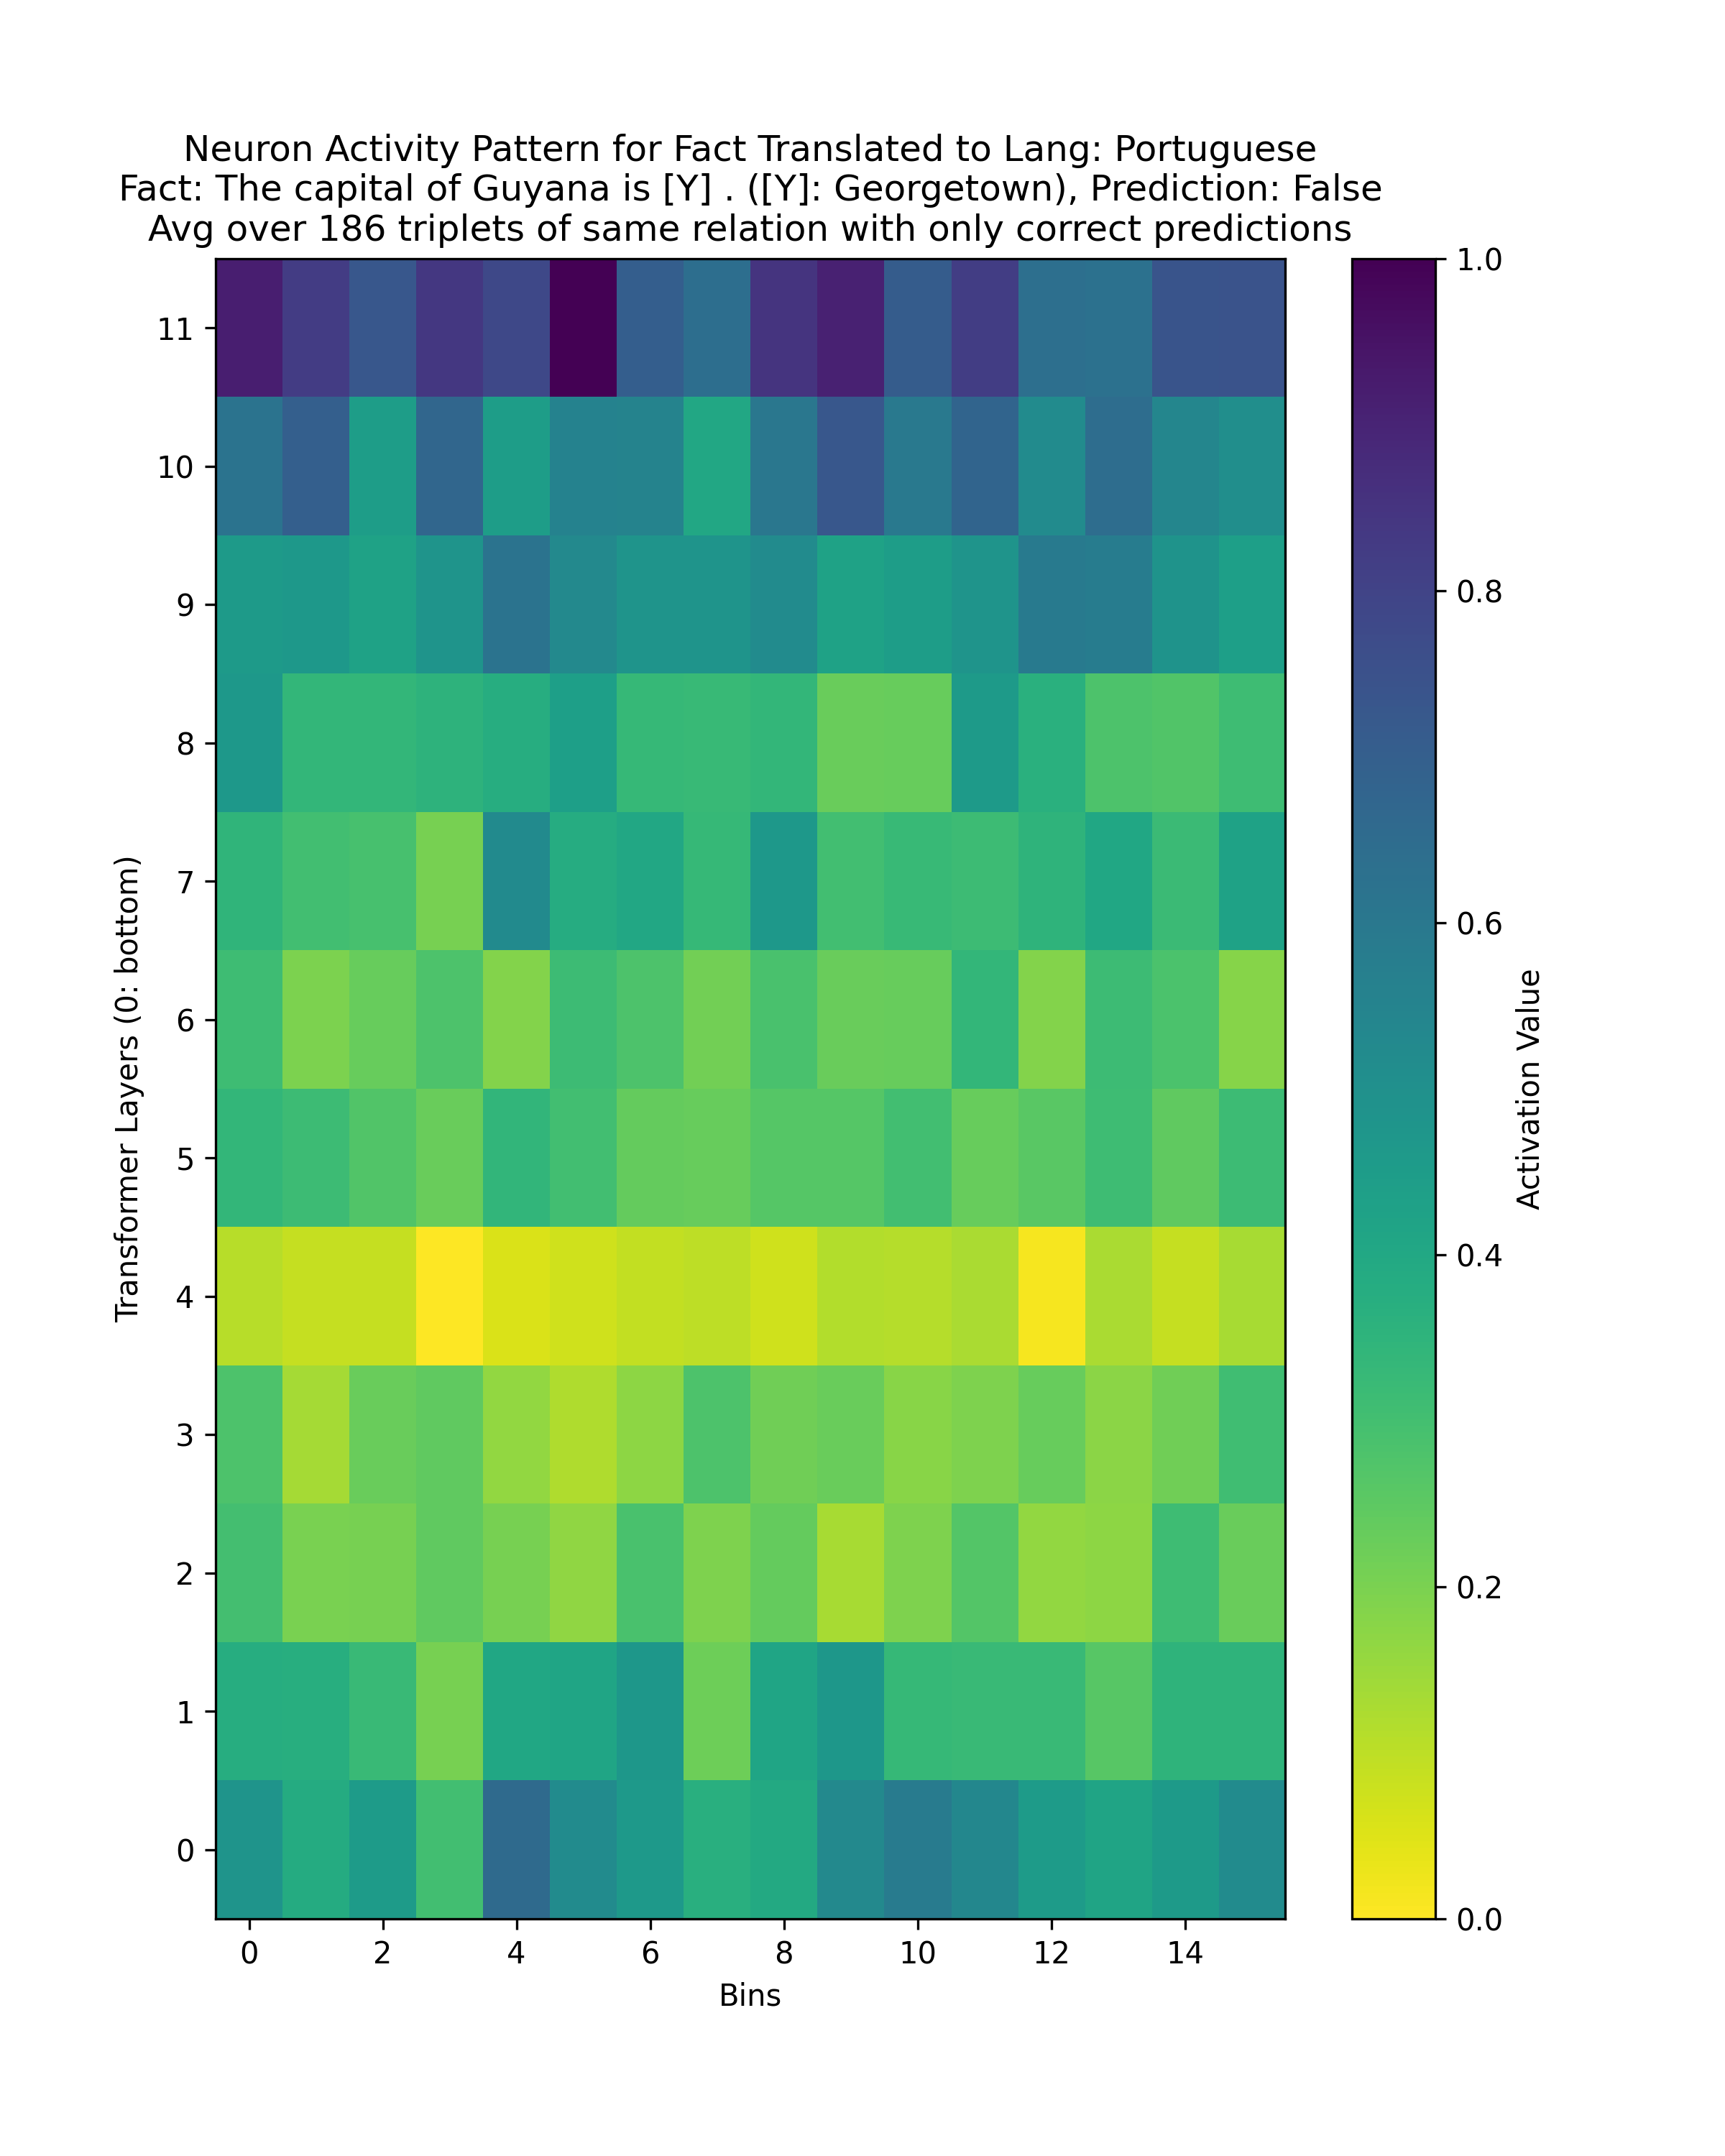 Neuron Activity Pattern for Fact Translated to Lang: Portuguese
Fact: The capital of Guyana is [Y] . ([Y]: Georgetown), Prediction: False
Avg over 186 triplets of same relation with only correct predictions
Transformer Layers (0: bottom)
11
10
9
8
7
6
5
4
3
2
1
0
0 2 4 6 8 10 12 14
Bins
1.0
0.8
0.6
0.4
0.2
0.0
Activation Value